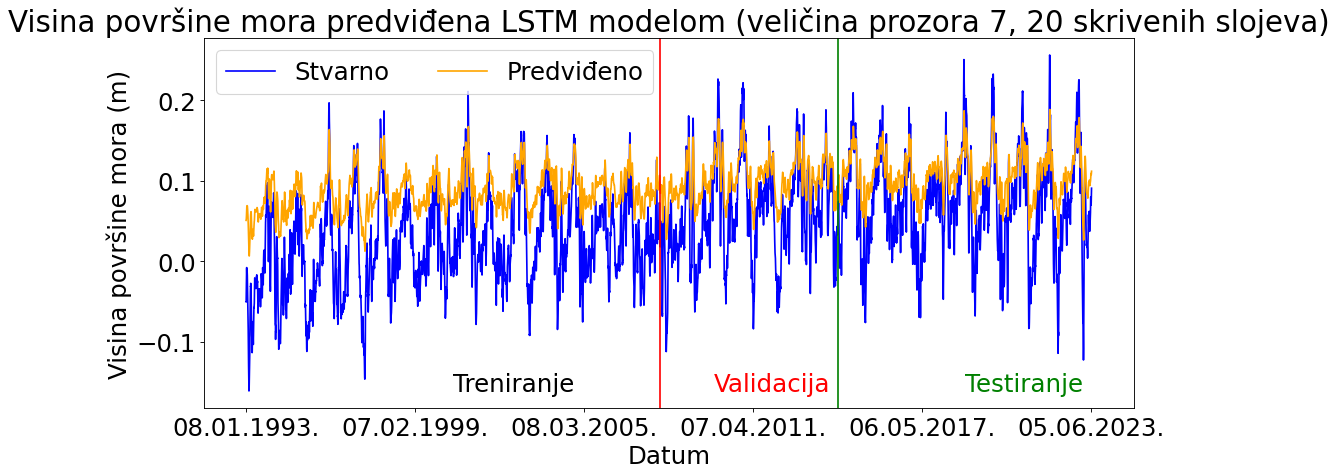 Visina površine mora predviđena LSTM modelom (veličina prozora 7, 20 skrivenih slojeva)
Stvarno
Predviđeno
Visina površine mora (m)
0.2
0.1
0.0
−0.1
Treniranje
Validacija
Testiranje
08.01.1993.
07.02.1999.
08.03.2005.
07.04.2011.
06.05.2017.
05.06.2023.
Datum